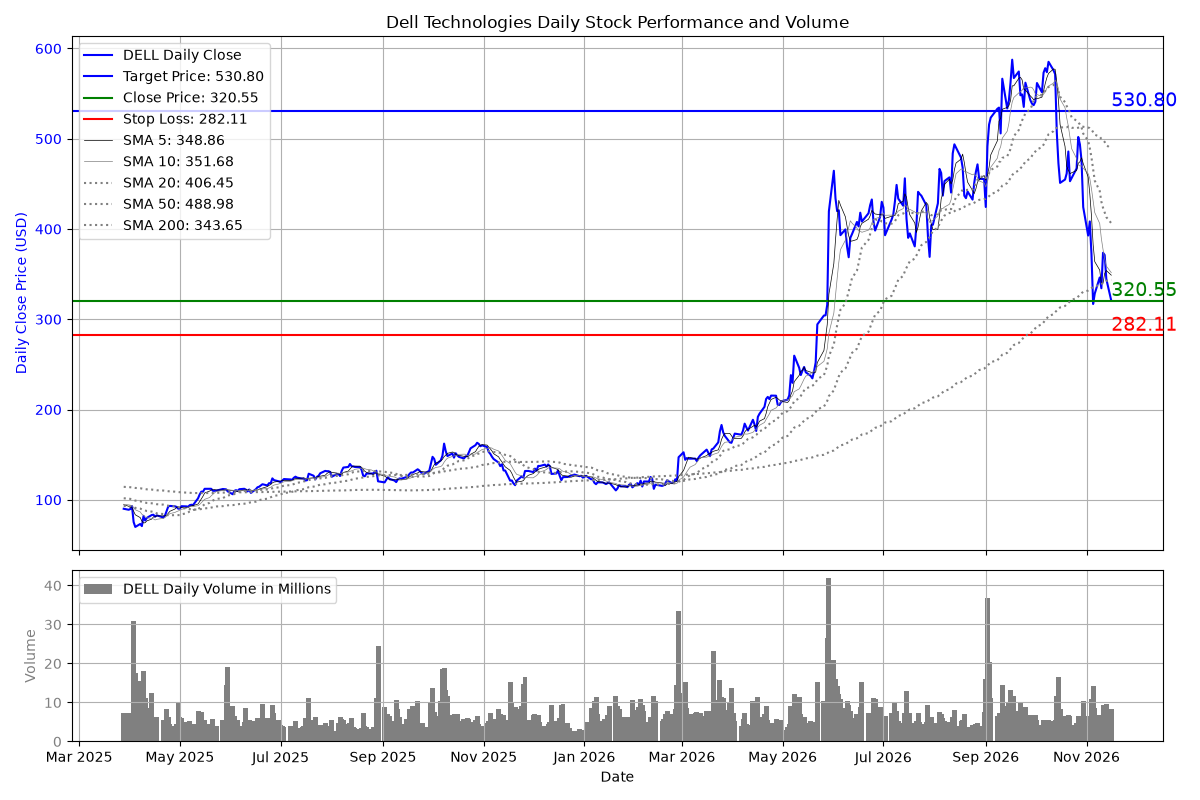 Dell Technologies Daily Stock Performance and Volume
600
500
400
300
200
100
Daily Close Price (USD)
DELL Daily Close
Target Price: 530.80
Close Price: 320.55
Stop Loss: 282.11
SMA 5: 348.86
SMA 10: 351.68
SMA 20: 406.45
SMA 50: 488.98
SMA 200: 343.65
530.80
320.55
282.11
DELL Daily Volume in Millions
40
30
20
10
0
Volume
Mar 2025 May 2025 Jul 2025 Sep 2025 Nov 2025 Jan 2026 Mar 2026 May 2026 Jul 2026 Sep 2026 Nov 2026
Date